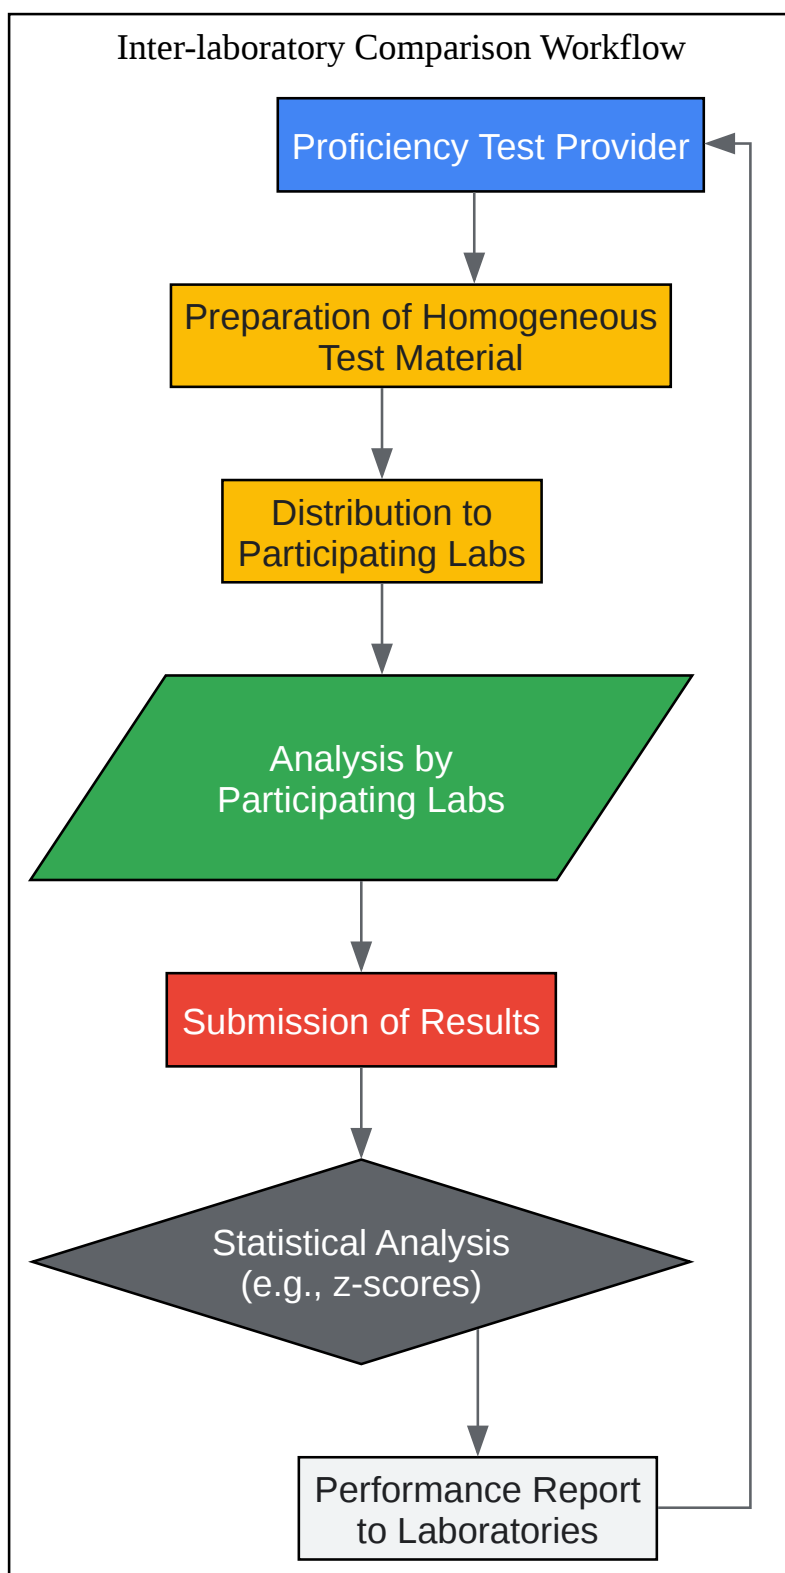 Inter-laboratory Comparison Workflow
Proficiency Test Provider
Preparation of Homogeneous
Test Material
Distribution to
Participating Labs
Analysis by
Participating Labs
Submission of Results
Statistical Analysis
(e.g., z-scores)
Performance Report
to Laboratories